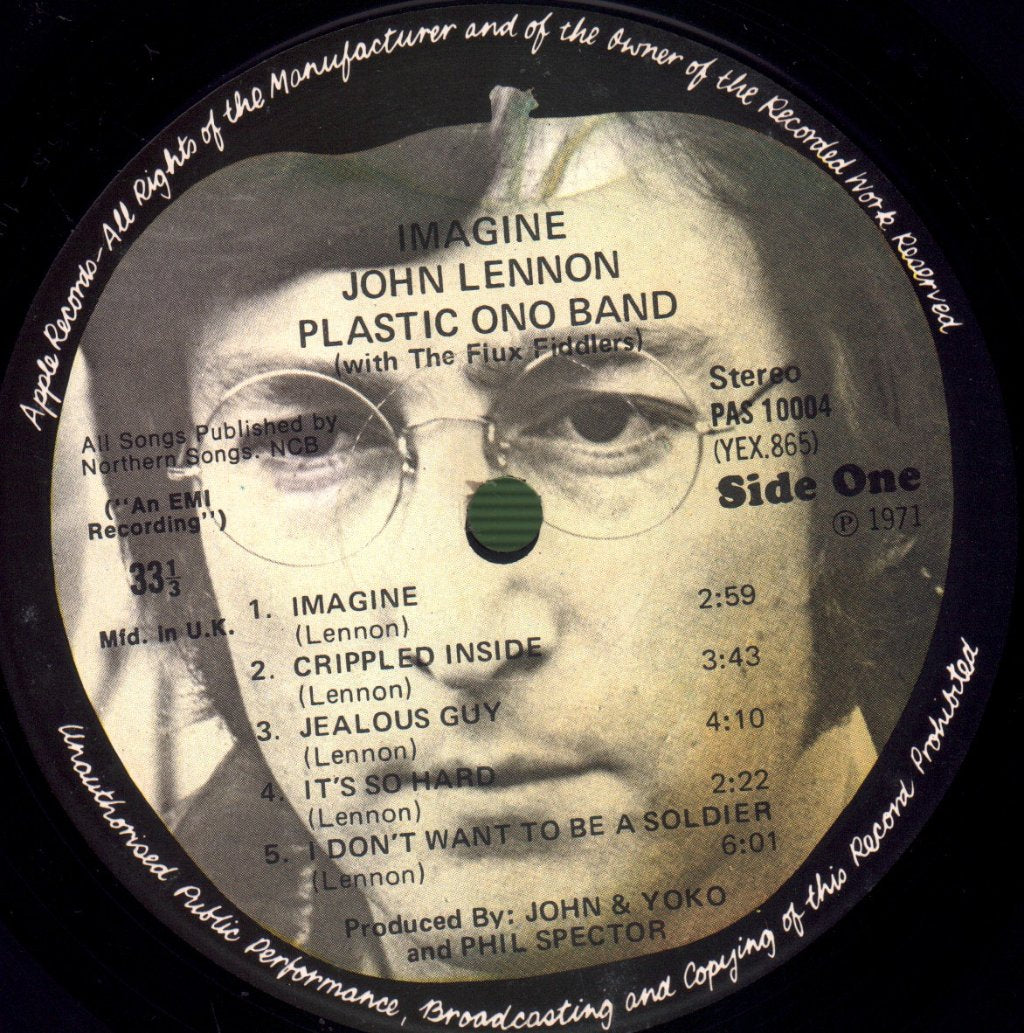 Apple Records-All Rights of the Manufacturer and of the Owner of the Recorded Work Reserved
IMAGINE
JOHN LENNON
PLASTIC ONO BAND
(with The Flux Fiddlers)
All Songs Published by
Northern Songs. NCB
("An EMI
Recording")
33⅓
Mfd. in U.K.
Stereo
PAS 10004
(YEX.865)
Side One
℗ 1971
1. IMAGINE 2:59
(Lennon)
2. CRIPPLED INSIDE 3:43
(Lennon)
3. JEALOUS GUY 4:10
(Lennon)
4. IT'S SO HARD 2:22
(Lennon)
5. I DON'T WANT TO BE A SOLDIER
(Lennon) 6:01
Produced By: JOHN & YOKO
and PHIL SPECTOR
Unauthorised Public Performance, Broadcasting and Copying of this Record Prohibited